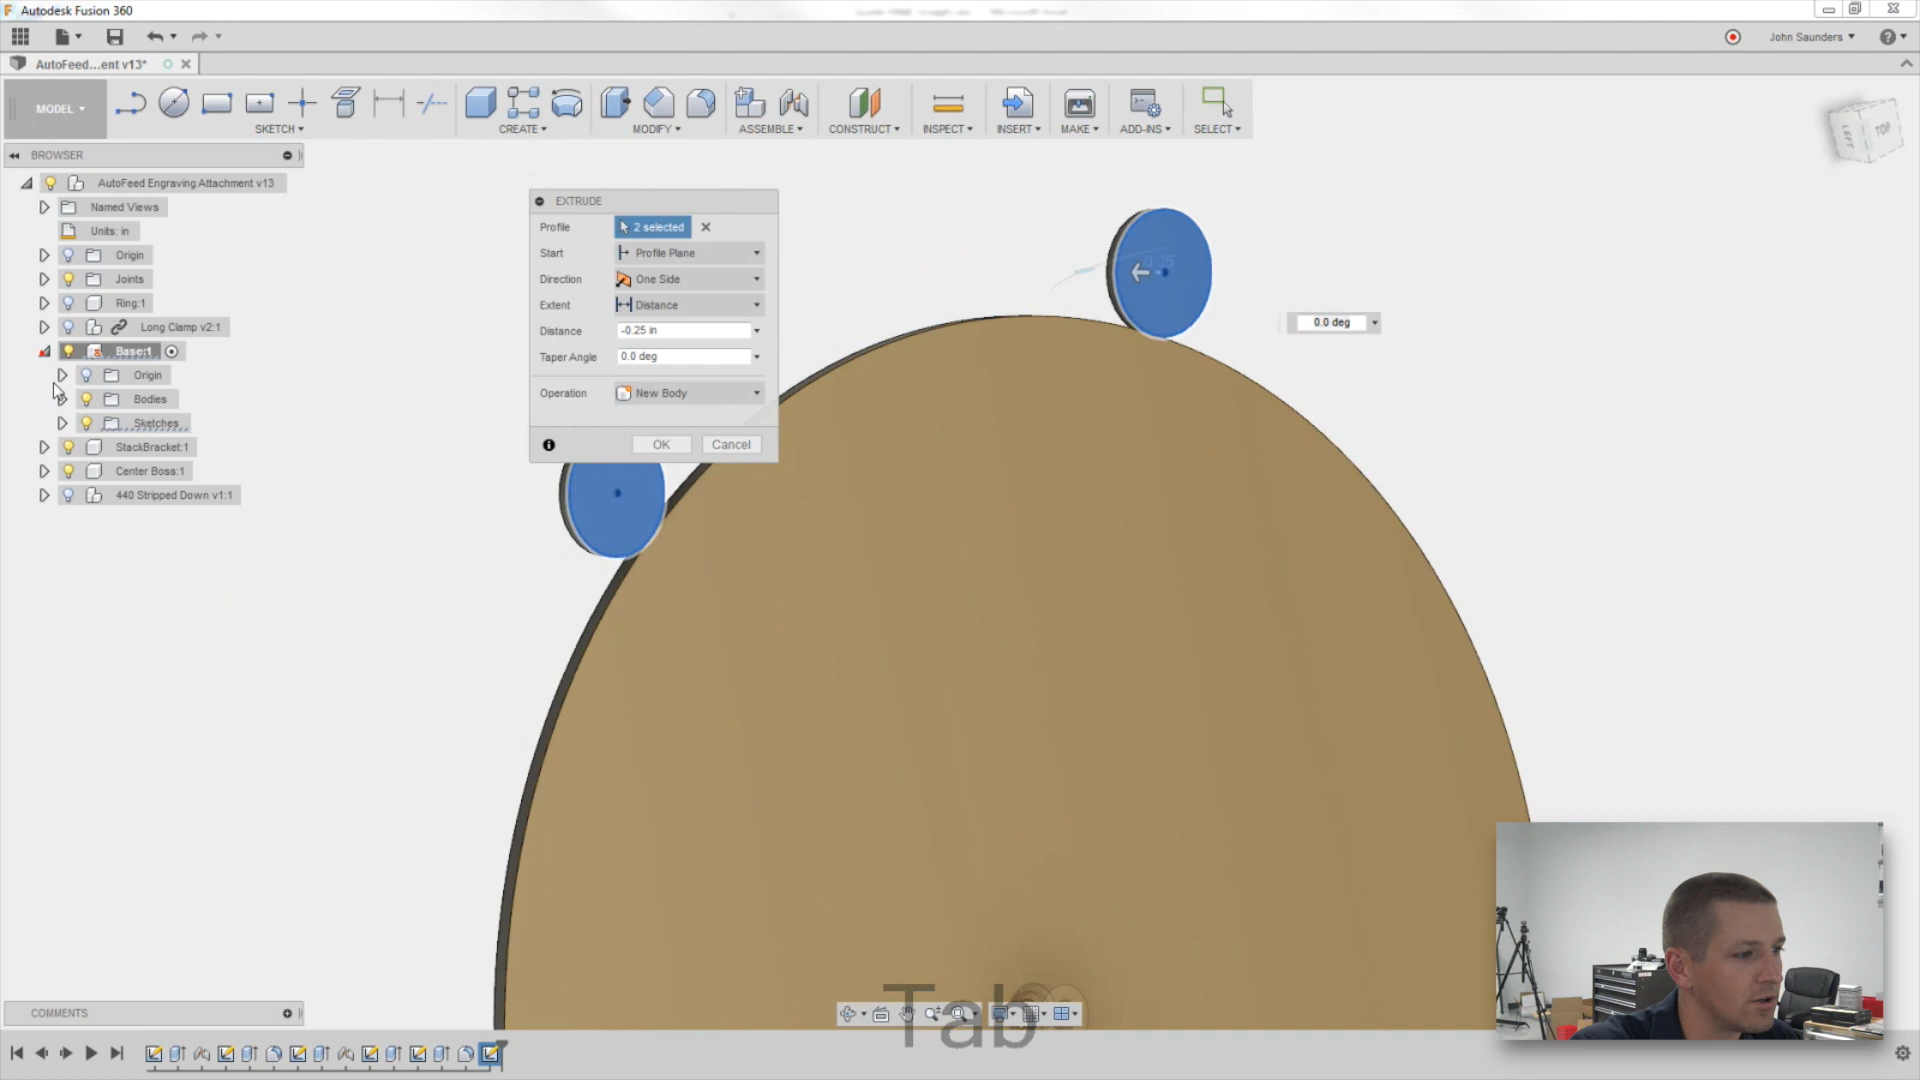 Autodesk Fusion 360
John Saunders
AutoFeed...ent v13*
MODEL
SKETCH
CREATE
MODIFY
ASSEMBLE
CONSTRUCT
INSPECT
INSERT
MAKE
ADD-INS
SELECT
LEFT
TOP
BROWSER
AutoFeed Engraving Attachment v13
Named Views
Units: in
Origin
Joints
Ring:1
Long Clamp v2:1
Base:1
Origin
Bodies
Sketches
StackBracket:1
Center Boss:1
440 Stripped Down v1:1
EXTRUDE
Profile 2 selected
Start Profile Plane
Direction One Side
Extent Distance
Distance -0.25 in
Taper Angle 0.0 deg
Operation New Body
OK Cancel
0.0 deg
COMMENTS
Tab